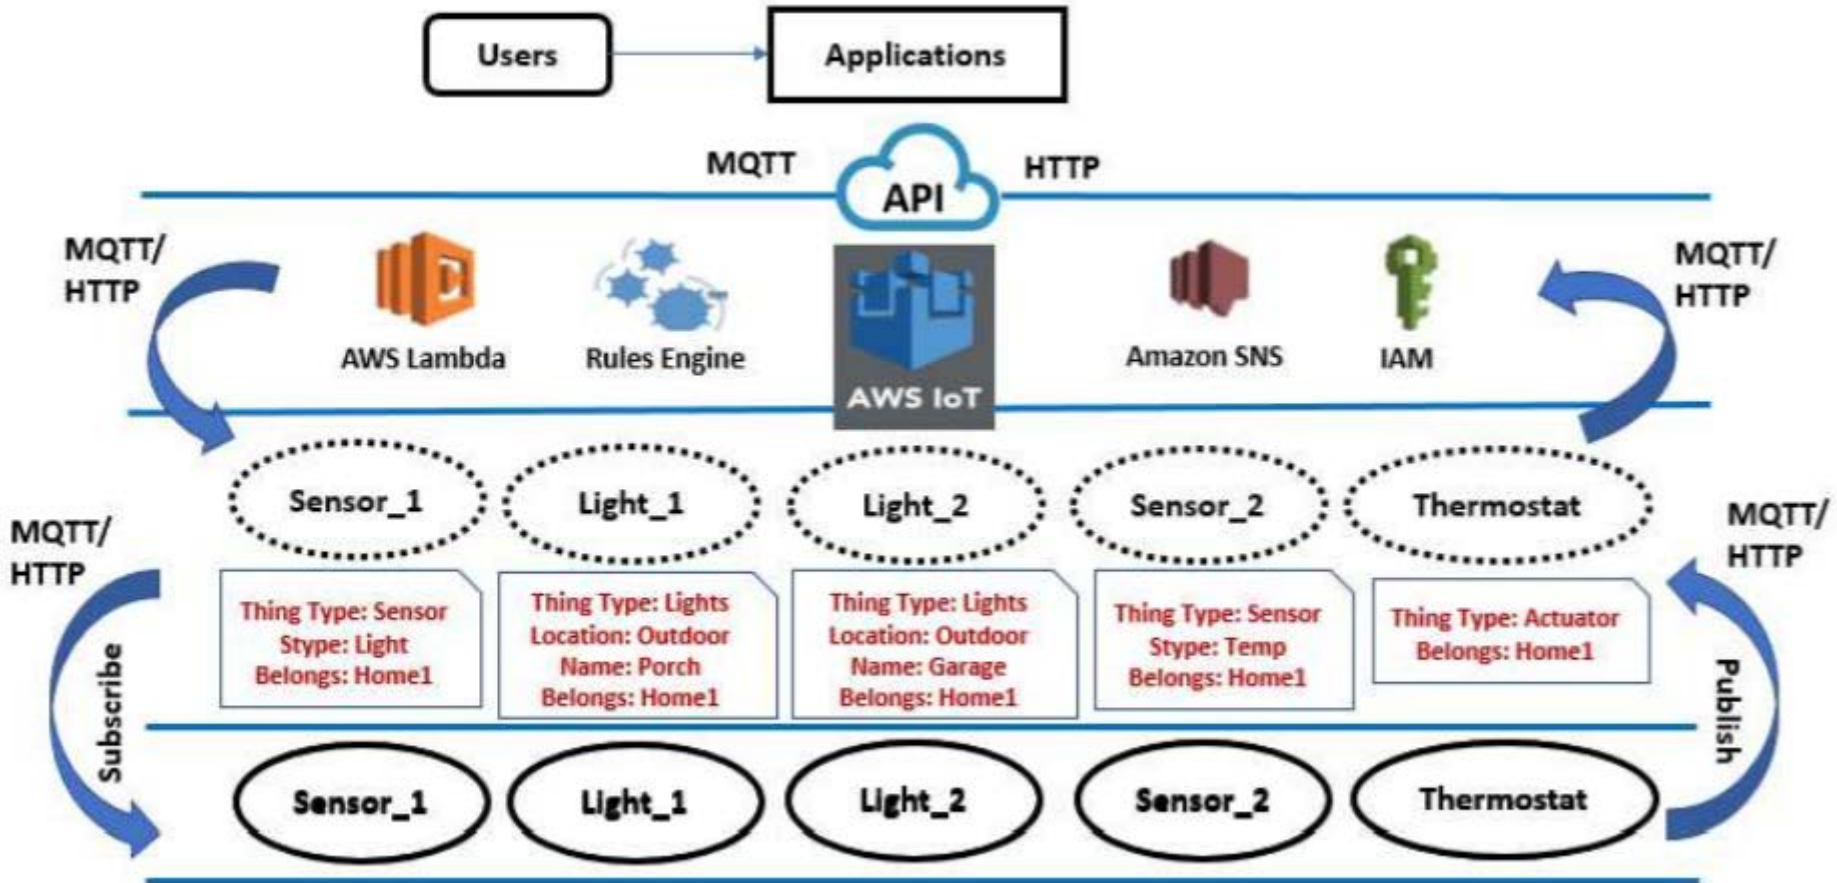 Users
Applications
MQTT
HTTP
API
MQTT/
HTTP
AWS Lambda
Rules Engine
AWS IoT
Amazon SNS
IAM
MQTT/
HTTP
Sensor_1
Light_1
Light_2
Sensor_2
Thermostat
MQTT/
HTTP
Thing Type: Sensor
Stype: Light
Belongs: Home1
Thing Type: Lights
Location: Outdoor
Name: Porch
Belongs: Home1
Thing Type: Lights
Location: Outdoor
Name: Garage
Belongs: Home1
Thing Type: Sensor
Stype: Temp
Belongs: Home1
Thing Type: Actuator
Belongs: Home1
MQTT/
HTTP
Subscribe
Publish
Sensor_1
Light_1
Light_2
Sensor_2
Thermostat